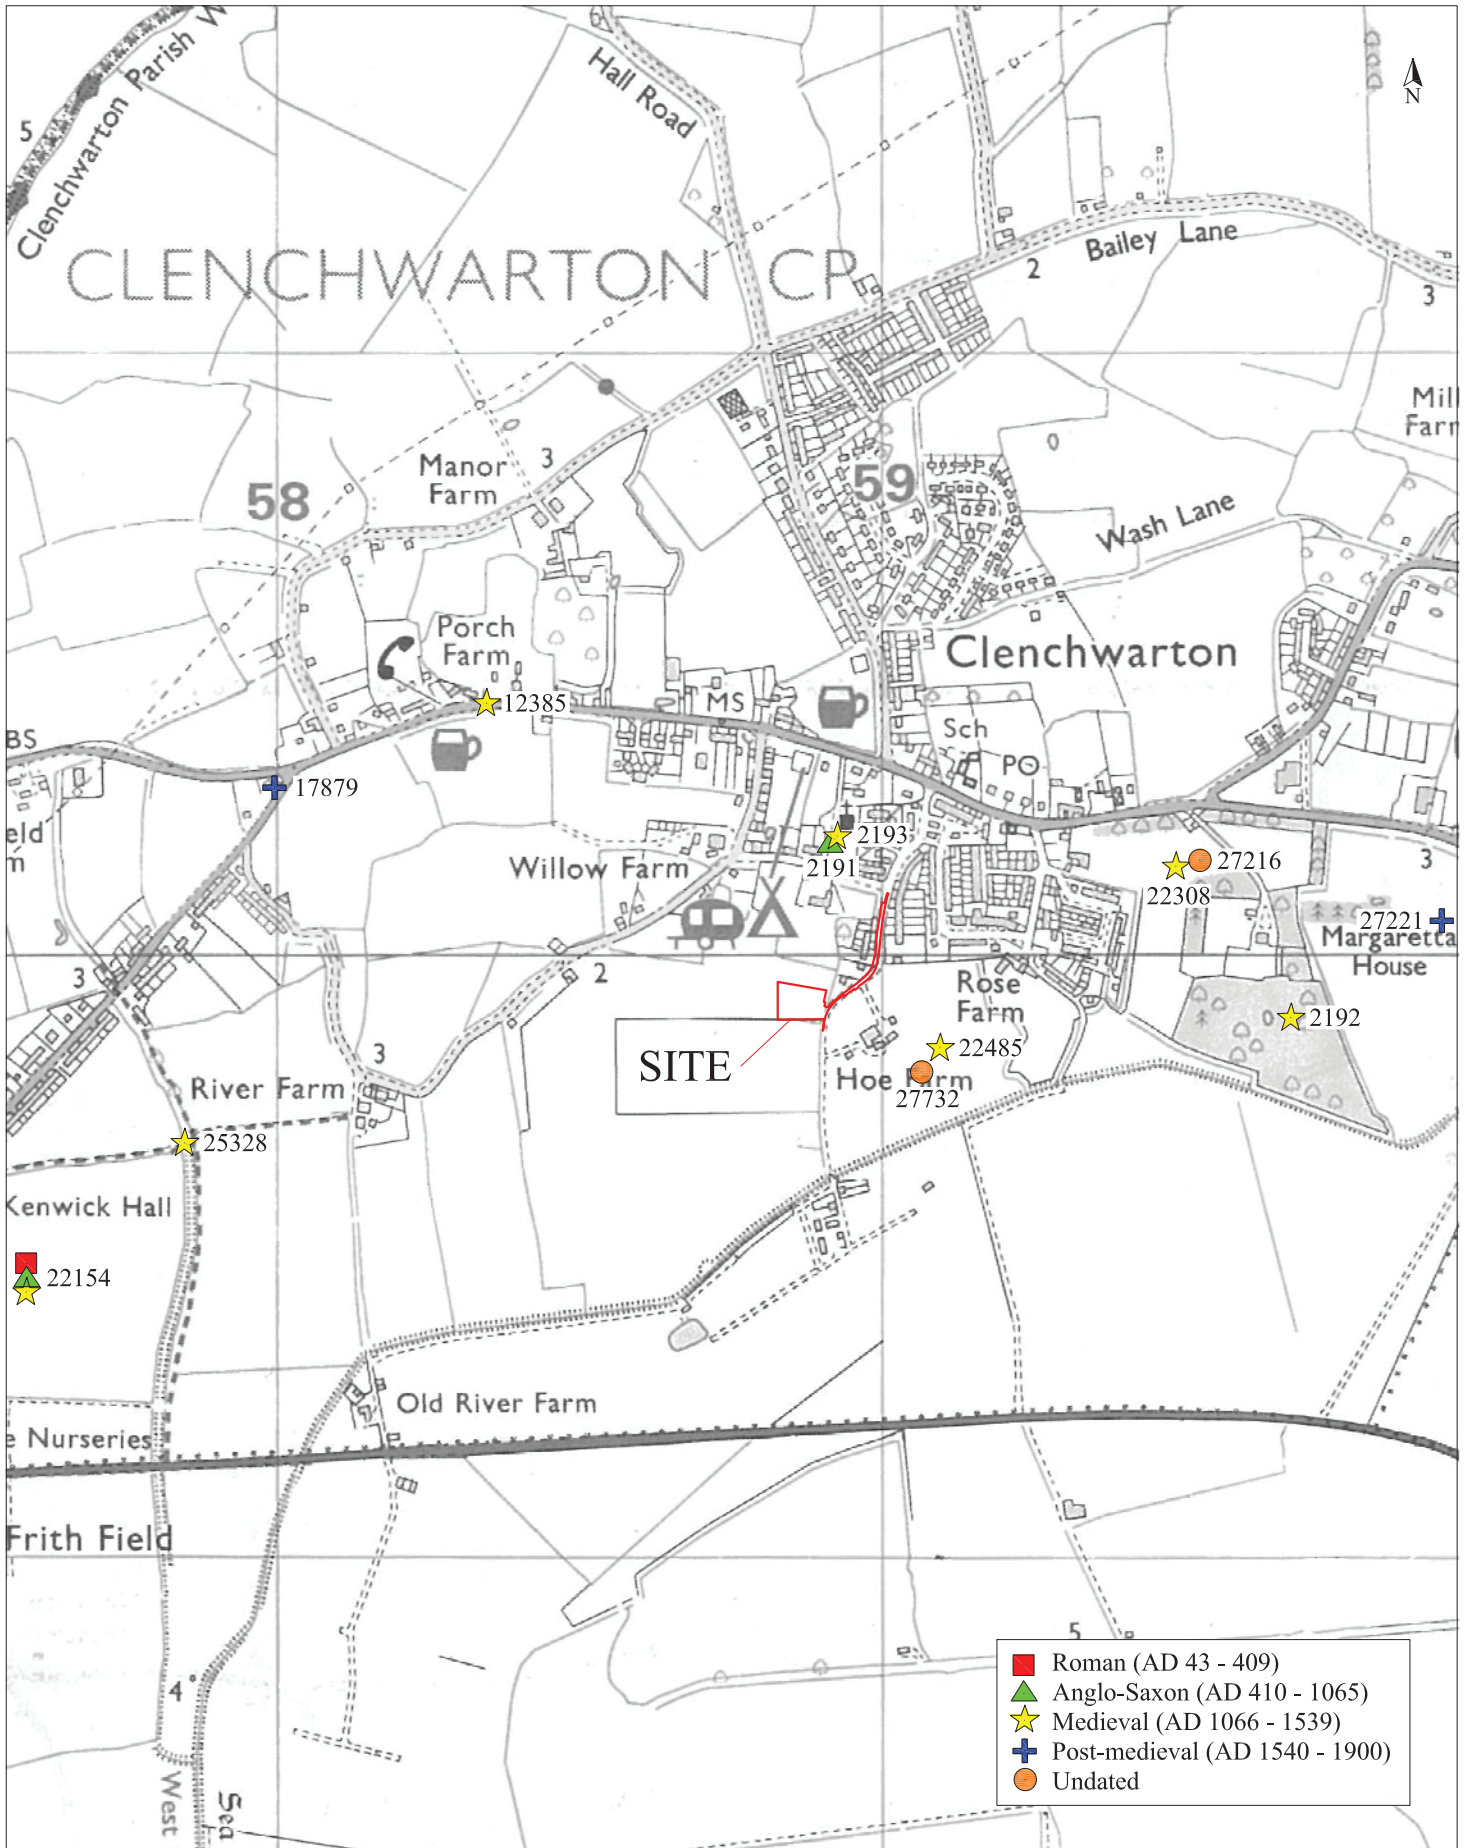 Clenchwarton Parish W
5
Hall Road
N
CLENCHWARTON CP
Bailey Lane
2
3
Mill
Farm
Manor
Farm
3
58
59
Wash Lane
Porch
Farm
Clenchwarton
12385
MS
Sch
PO
BS
17879
eld
m
Willow Farm
2193
2191
27216
22308
3
27221
Margaretta
House
3
2
Rose
Farm
2192
SITE
22485
Hoe Farm
27732
3
River Farm
25328
Kenwick Hall
22154
Old River Farm
e Nurseries
Frith Field
5
4
West
Sea
Roman (AD 43 - 409)
Anglo-Saxon (AD 410 - 1065)
Medieval (AD 1066 - 1539)
Post-medieval (AD 1540 - 1900)
Undated